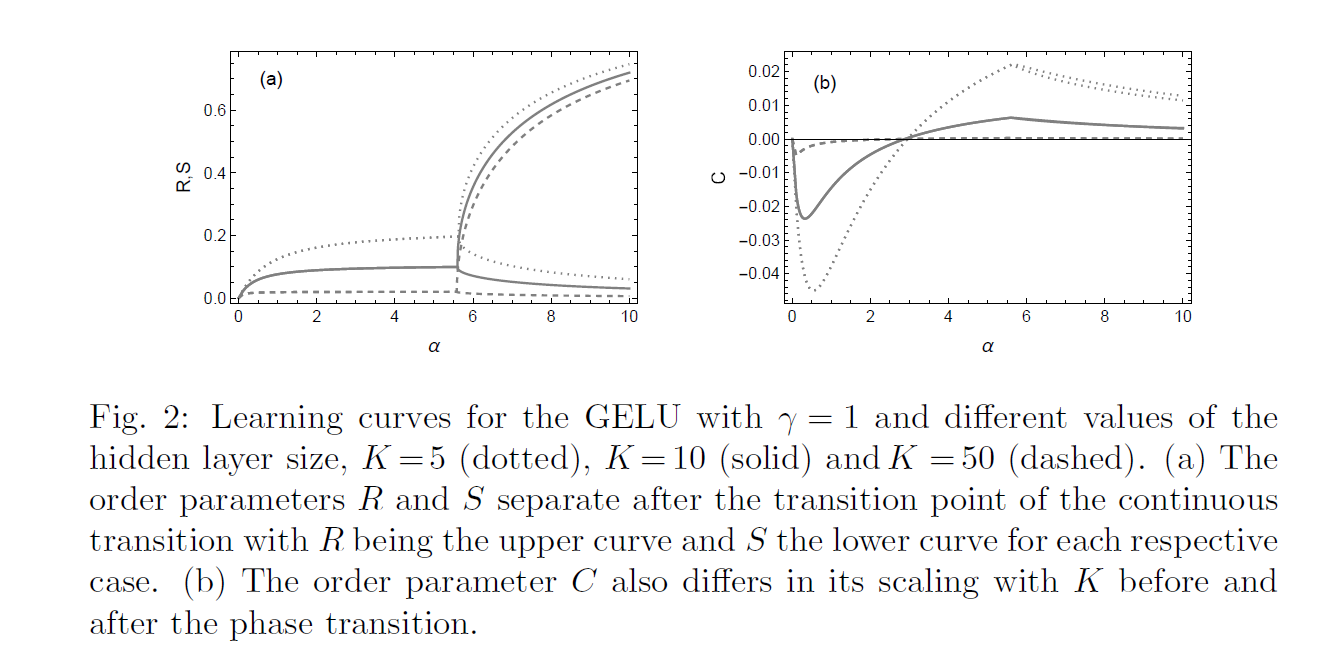 (a)
0.6
0.4
0.2
0.0
R,S
0 2 4 6 8 10
α
(b)
0.02
0.01
0.00
−0.01
−0.02
−0.03
−0.04
C
0 2 4 6 8 10
α
Fig. 2: Learning curves for the GELU with γ = 1 and different values of the
hidden layer size, K = 5 (dotted), K = 10 (solid) and K = 50 (dashed). (a) The
order parameters R and S separate after the transition point of the continuous
transition with R being the upper curve and S the lower curve for each respective
case. (b) The order parameter C also differs in its scaling with K before and
after the phase transition.